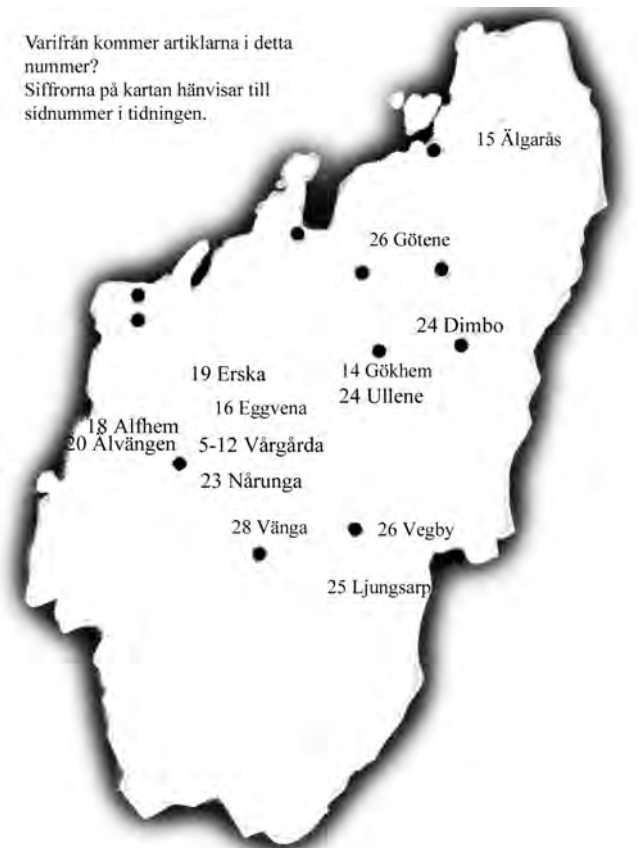 Varifrån kommer artiklarna i detta
nummer?
Siffrorna på kartan hänvisar till
sidnummer i tidningen.
15 Älgarås
26 Götene
24 Dimbo
14 Gökhem
19 Erska
24 Ullene
16 Eggvena
18 Alfhem
20 Älvängen
5-12 Vårgårda
23 Nårunga
28 Vänga
26 Vegby
25 Ljungsarp